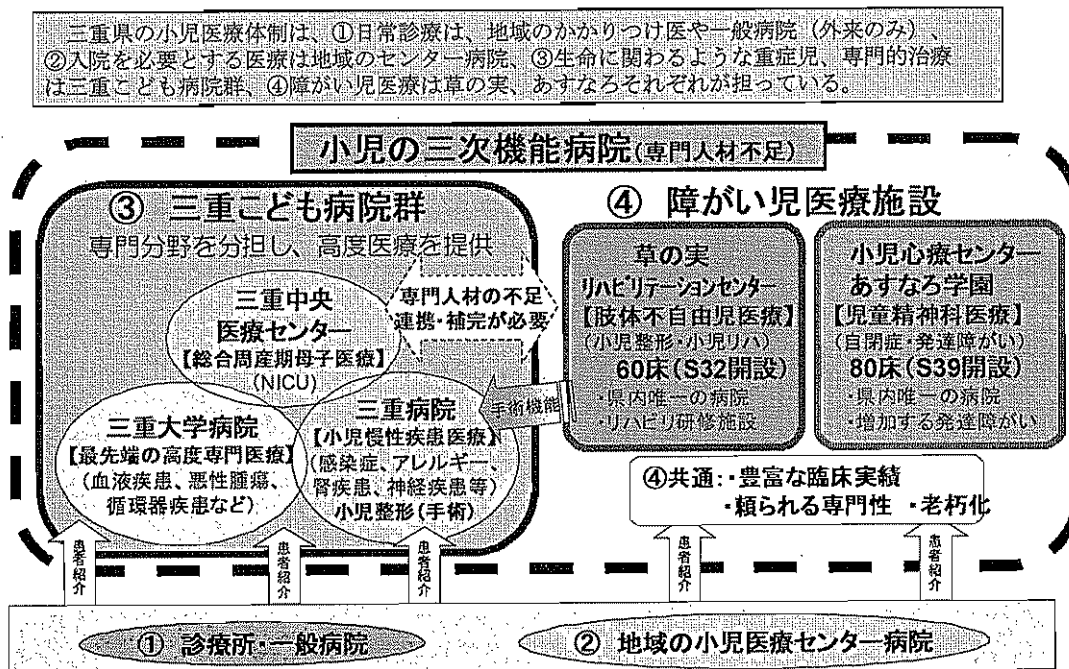 三重県の小児医療体制は、①日常診療は、地域のかかりつけ医や一般病院（外来のみ）、
②入院を必要とする医療は地域のセンター病院、③生命に関わるような重症児、専門的治療
は三重こども病院群、④障がい児医療は草の実、あすなろそれぞれが担っている。
小児の三次機能病院(専門人材不足)
③ 三重こども病院群
専門分野を分担し、高度医療を提供
三重中央
医療センター
【総合周産期母子医療】
(NICU)
三重大学病院
【最先端の高度専門医療】
(血液疾患、悪性腫瘍、
循環器疾患など)
三重病院
【小児慢性疾患医療】
(感染症、アレルギー、
腎疾患、神経疾患等)
小児整形(手術)
専門人材の不足
連携・補完が必要
手術機能
④ 障がい児医療施設
草の実
リハビリテーションセンター
【肢体不自由児医療】
(小児整形・小児リハ)
60床(S32開設)
・県内唯一の病院
・リハビリ研修施設
小児心療センター
あすなろ学園
【児童精神科医療】
(自閉症・発達障がい)
80床(S39開設)
・県内唯一の病院
・増加する発達障がい
④共通:・豊富な臨床実績
・頼られる専門性 ・老朽化
患者紹介
患者紹介
患者紹介
患者紹介
患者紹介
① 診療所・一般病院
② 地域の小児医療センター病院